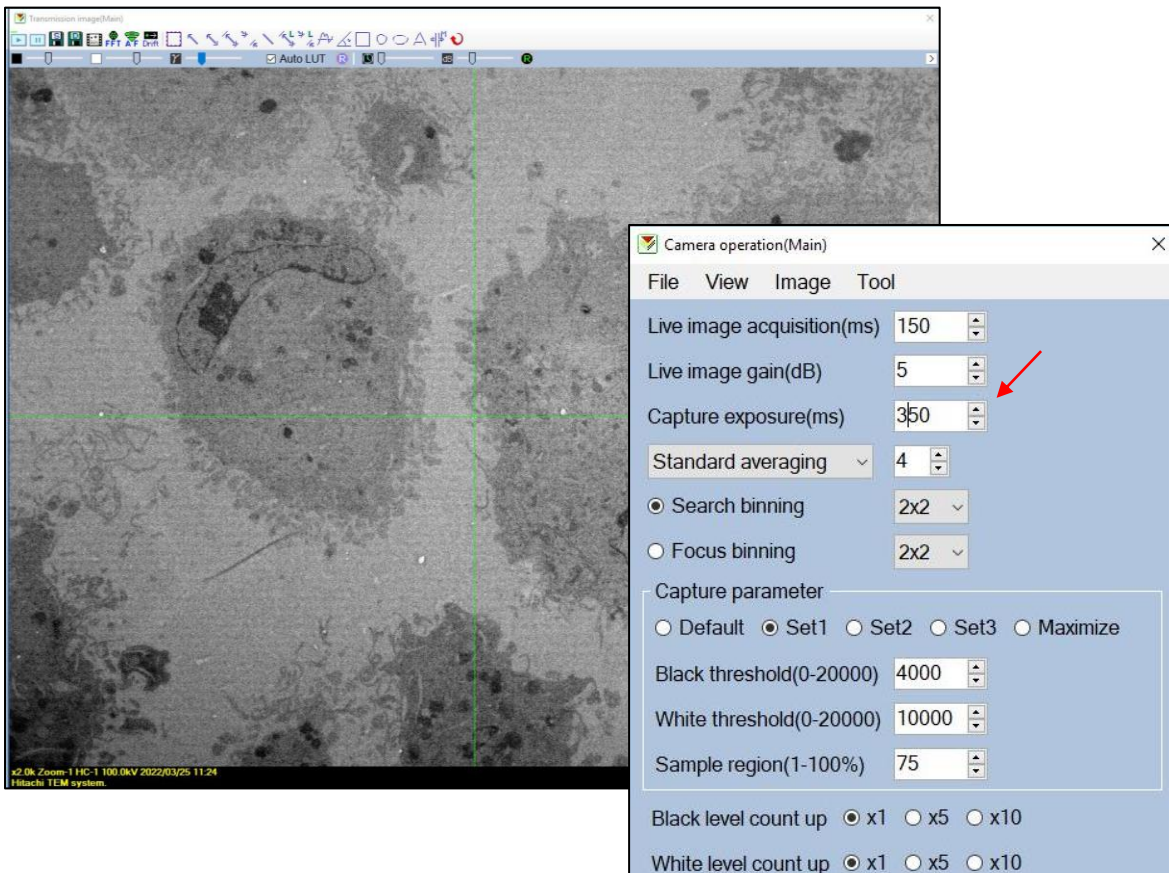 Transmission image(Main)
FFT A/F Drift
Auto LUT R dB R
x2.0k Zoom-1 HC-1 100.0kV 2022/03/25 11:24
Hitachi TEM system.
Camera operation(Main)
File View Image Tool
Live image acquisition(ms) 150
Live image gain(dB) 5
Capture exposure(ms) 350
Standard averaging 4
Search binning 2x2
Focus binning 2x2
Capture parameter
Default Set1 Set2 Set3 Maximize
Black threshold(0-20000) 4000
White threshold(0-20000) 10000
Sample region(1-100%) 75
Black level count up x1 x5 x10
White level count up x1 x5 x10